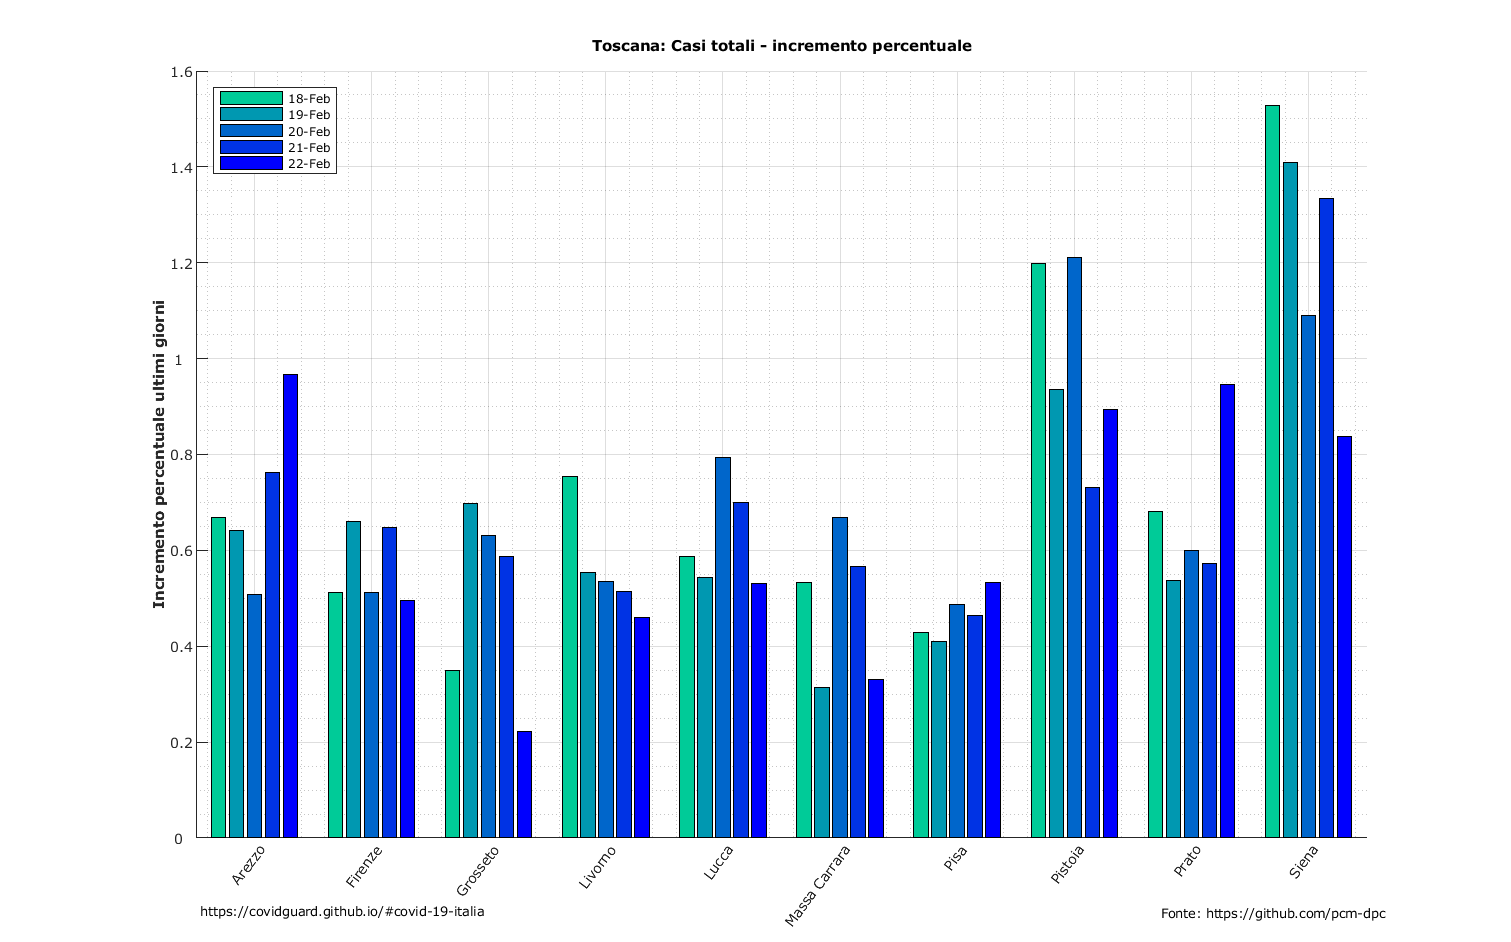 Toscana: Casi totali - incremento percentuale
Incremento percentuale ultimi giorni
1.6
1.4
1.2
1
0.8
0.6
0.4
0.2
0
18-Feb
19-Feb
20-Feb
21-Feb
22-Feb
Arezzo
Firenze
Grosseto
Livorno
Lucca
Massa Carrara
Pisa
Pistoia
Prato
Siena
https://covidguard.github.io/#covid-19-italia
Fonte: https://github.com/pcm-dpc